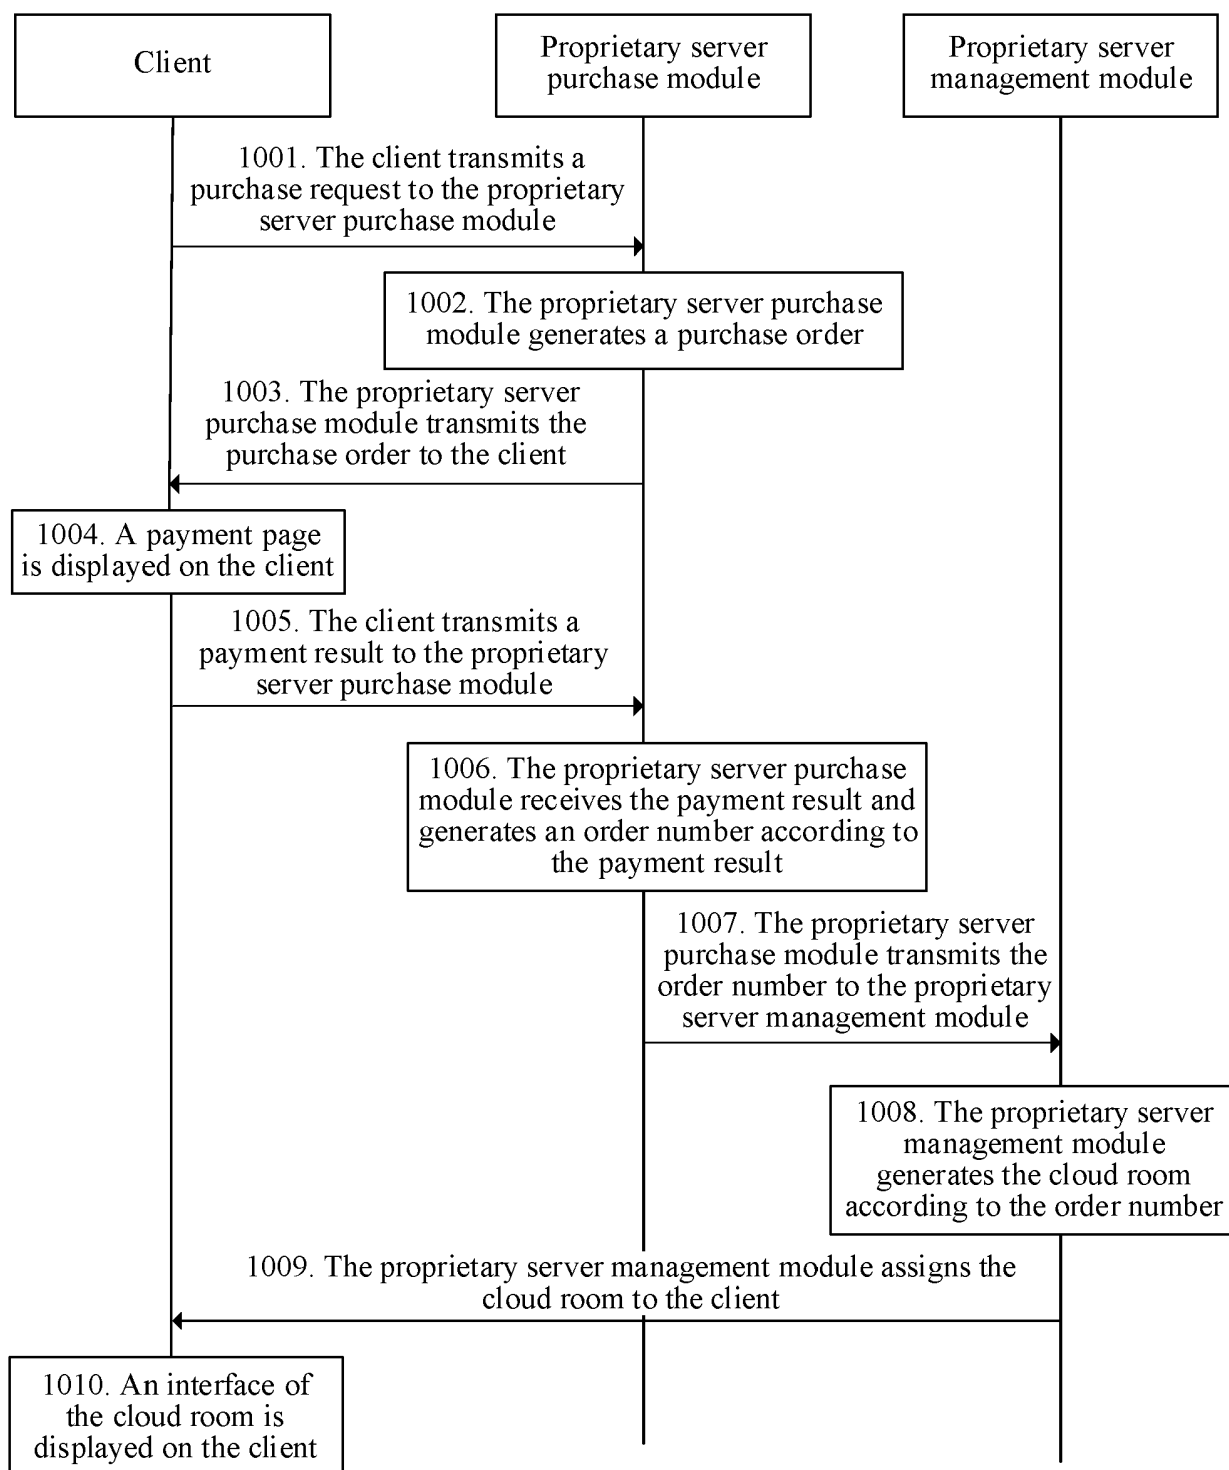 Client
Proprietary server
purchase module
Proprietary server
management module
1001. The client transmits a
purchase request to the proprietary
server purchase module
1002. The proprietary server purchase
module generates a purchase order
1003. The proprietary server
purchase module transmits the
purchase order to the client
1004. A payment page
is displayed on the client
1005. The client transmits a
payment result to the proprietary
server purchase module
1006. The proprietary server purchase
module receives the payment result and
generates an order number according to
the payment result
1007. The proprietary server
purchase module transmits the
order number to the proprietary
server management module
1008. The proprietary server
management module
generates the cloud room
according to the order number
1009. The proprietary server management module assigns the
cloud room to the client
1010. An interface of
the cloud room is
displayed on the client